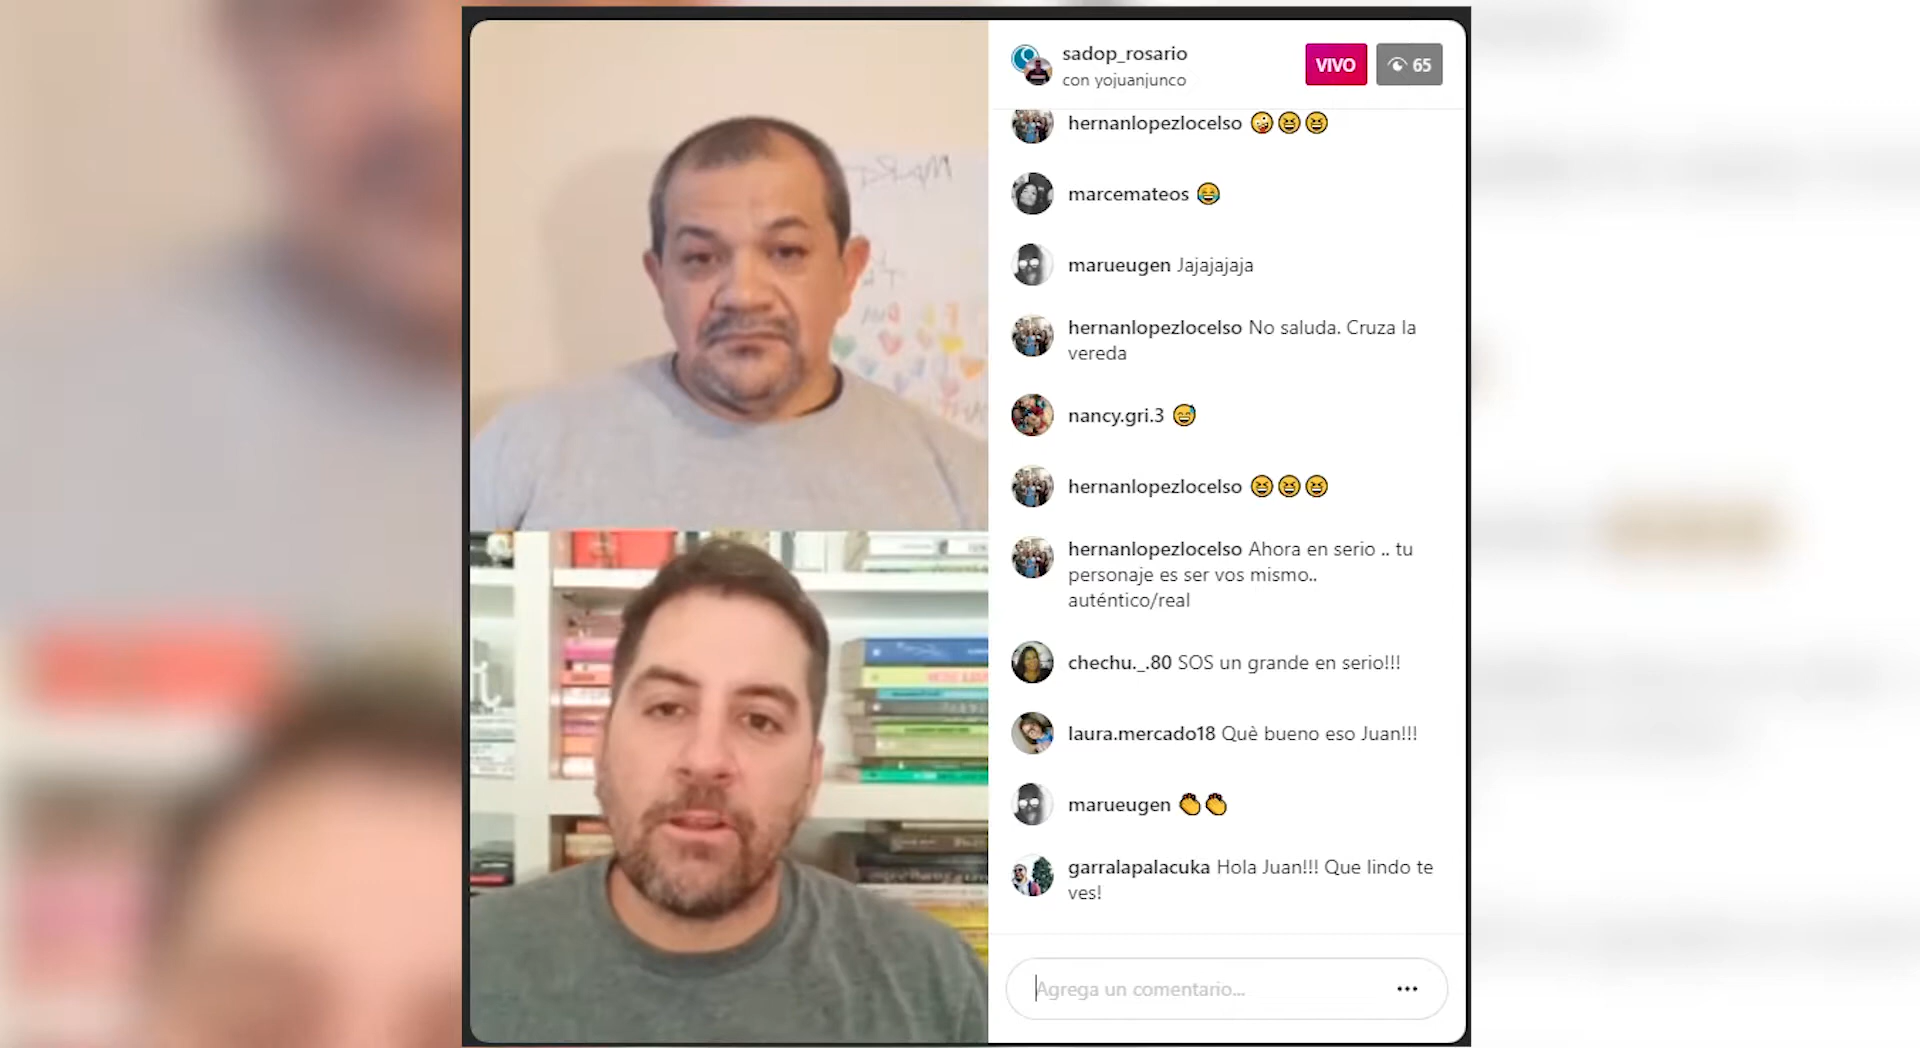 sadop_rosario
con yojuanjunco
VIVO
65
hernanlopezlocelso 🤪😆😆
marcemateos 😂
marueugen Jajajajaja
hernanlopezlocelso No saluda. Cruza la
vereda
nancy.gri.3 😅
hernanlopezlocelso 😆😆😆
hernanlopezlocelso Ahora en serio .. tu
personaje es ser vos mismo..
auténtico/real
chechu._.80 SOS un grande en serio!!!
laura.mercado18 Què bueno eso Juan!!!
marueugen 👏👏
garralapalacuka Hola Juan!!! Que lindo te
ves!
Agrega un comentario...